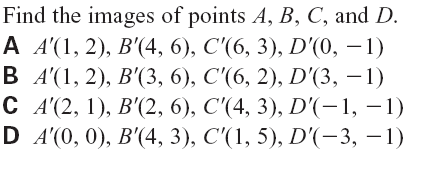 Find the images of points A, B, C, and D.
A A′(1, 2), B′(4, 6), C′(6, 3), D′(0, −1)
B A′(1, 2), B′(3, 6), C′(6, 2), D′(3, −1)
C A′(2, 1), B′(2, 6), C′(4, 3), D′(−1, −1)
D A′(0, 0), B′(4, 3), C′(1, 5), D′(−3, −1)